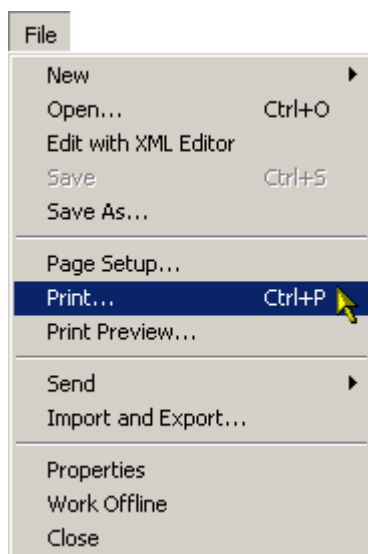 File
New
Open... Ctrl+O
Edit with XML Editor
Save Ctrl+S
Save As...
Page Setup...
Print... Ctrl+P
Print Preview...
Send
Import and Export...
Properties
Work Offline
Close